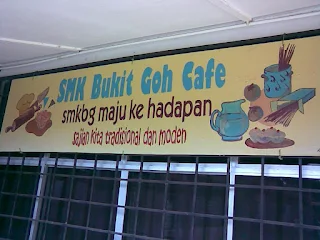 SMK Bukit Goh Cafe
smkbg maju ke hadapan
sajian kita tradisional dan moden